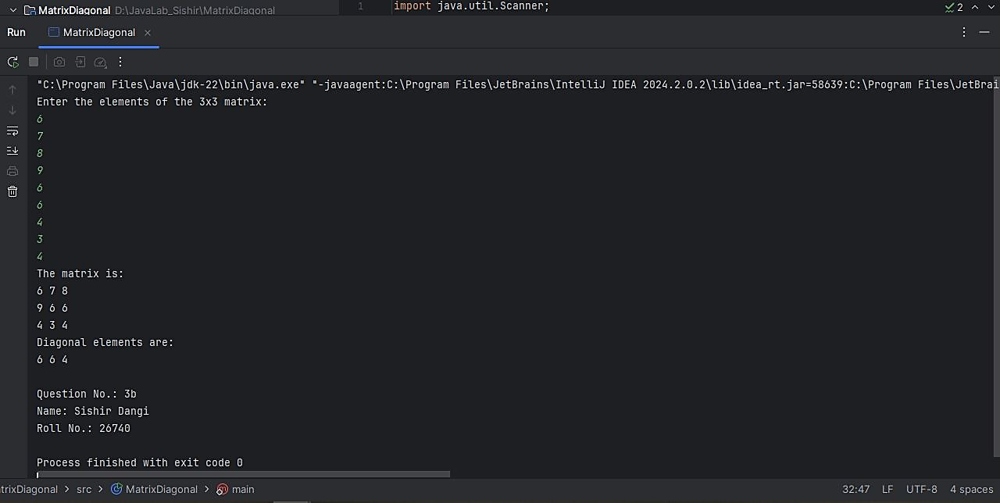 MatrixDiagonal D:\JavaLab_Sishir\MatrixDiagonal
1 import java.util.Scanner;
2
Run MatrixDiagonal
"C:\Program Files\Java\jdk-22\bin\java.exe" "-javaagent:C:\Program Files\JetBrains\IntelliJ IDEA 2024.2.0.2\lib\idea_rt.jar=58639:C:\Program Files\JetBrai
Enter the elements of the 3x3 matrix:
6
7
8
9
6
6
4
3
4
The matrix is:
6 7 8
9 6 6
4 3 4
Diagonal elements are:
6 6 4
Question No.: 3b
Name: Sishir Dangi
Roll No.: 26740
Process finished with exit code 0
trixDiagonal > src > MatrixDiagonal > main 32:47 LF UTF-8 4 spaces